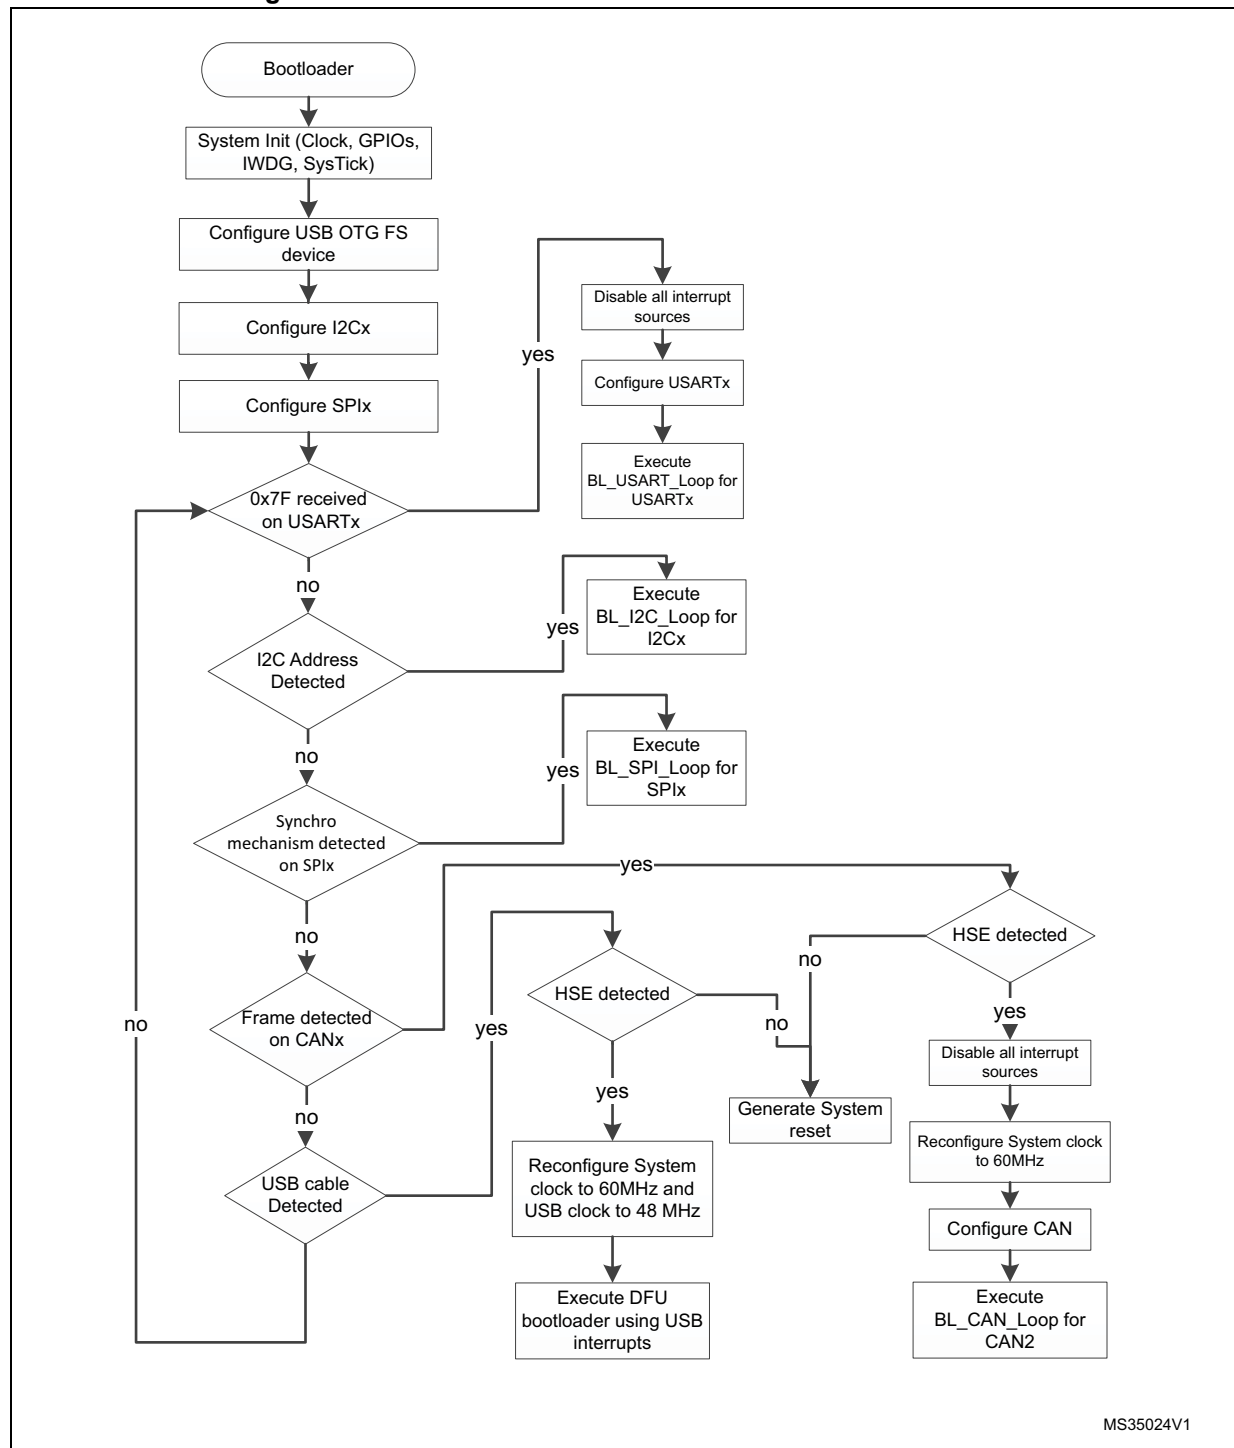 Bootloader
System Init (Clock, GPIOs,
IWDG, SysTick)
Configure USB OTG FS
device
Configure I2Cx
Configure SPIx
0x7F received
on USARTx
yes
Disable all interrupt
sources
Configure USARTx
Execute
BL_USART_Loop for
USARTx
no
I2C Address
Detected
yes
Execute
BL_I2C_Loop for
I2Cx
no
Synchro
mechanism detected
on SPIx
yes
Execute
BL_SPI_Loop for
SPIx
no
Frame detected
on CANx
yes
HSE detected
no
yes
Disable all interrupt
sources
Reconfigure System clock
to 60MHz
Configure CAN
Execute
BL_CAN_Loop for
CAN2
no
USB cable
Detected
yes
HSE detected
no
Generate System
reset
yes
Reconfigure System
clock to 60MHz and
USB clock to 48 MHz
Execute DFU
bootloader using USB
interrupts
no
MS35024V1